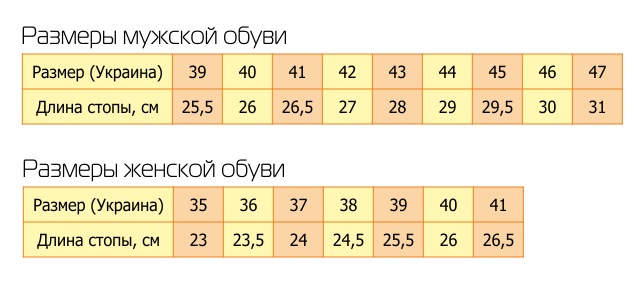 Размеры мужской обуви
Размер (Украина) 39 40 41 42 43 44 45 46 47
Длина стопы, см 25,5 26 26,5 27 28 29 29,5 30 31
Размеры женской обуви
Размер (Украина) 35 36 37 38 39 40 41
Длина стопы, см 23 23,5 24 24,5 25,5 26 26,5